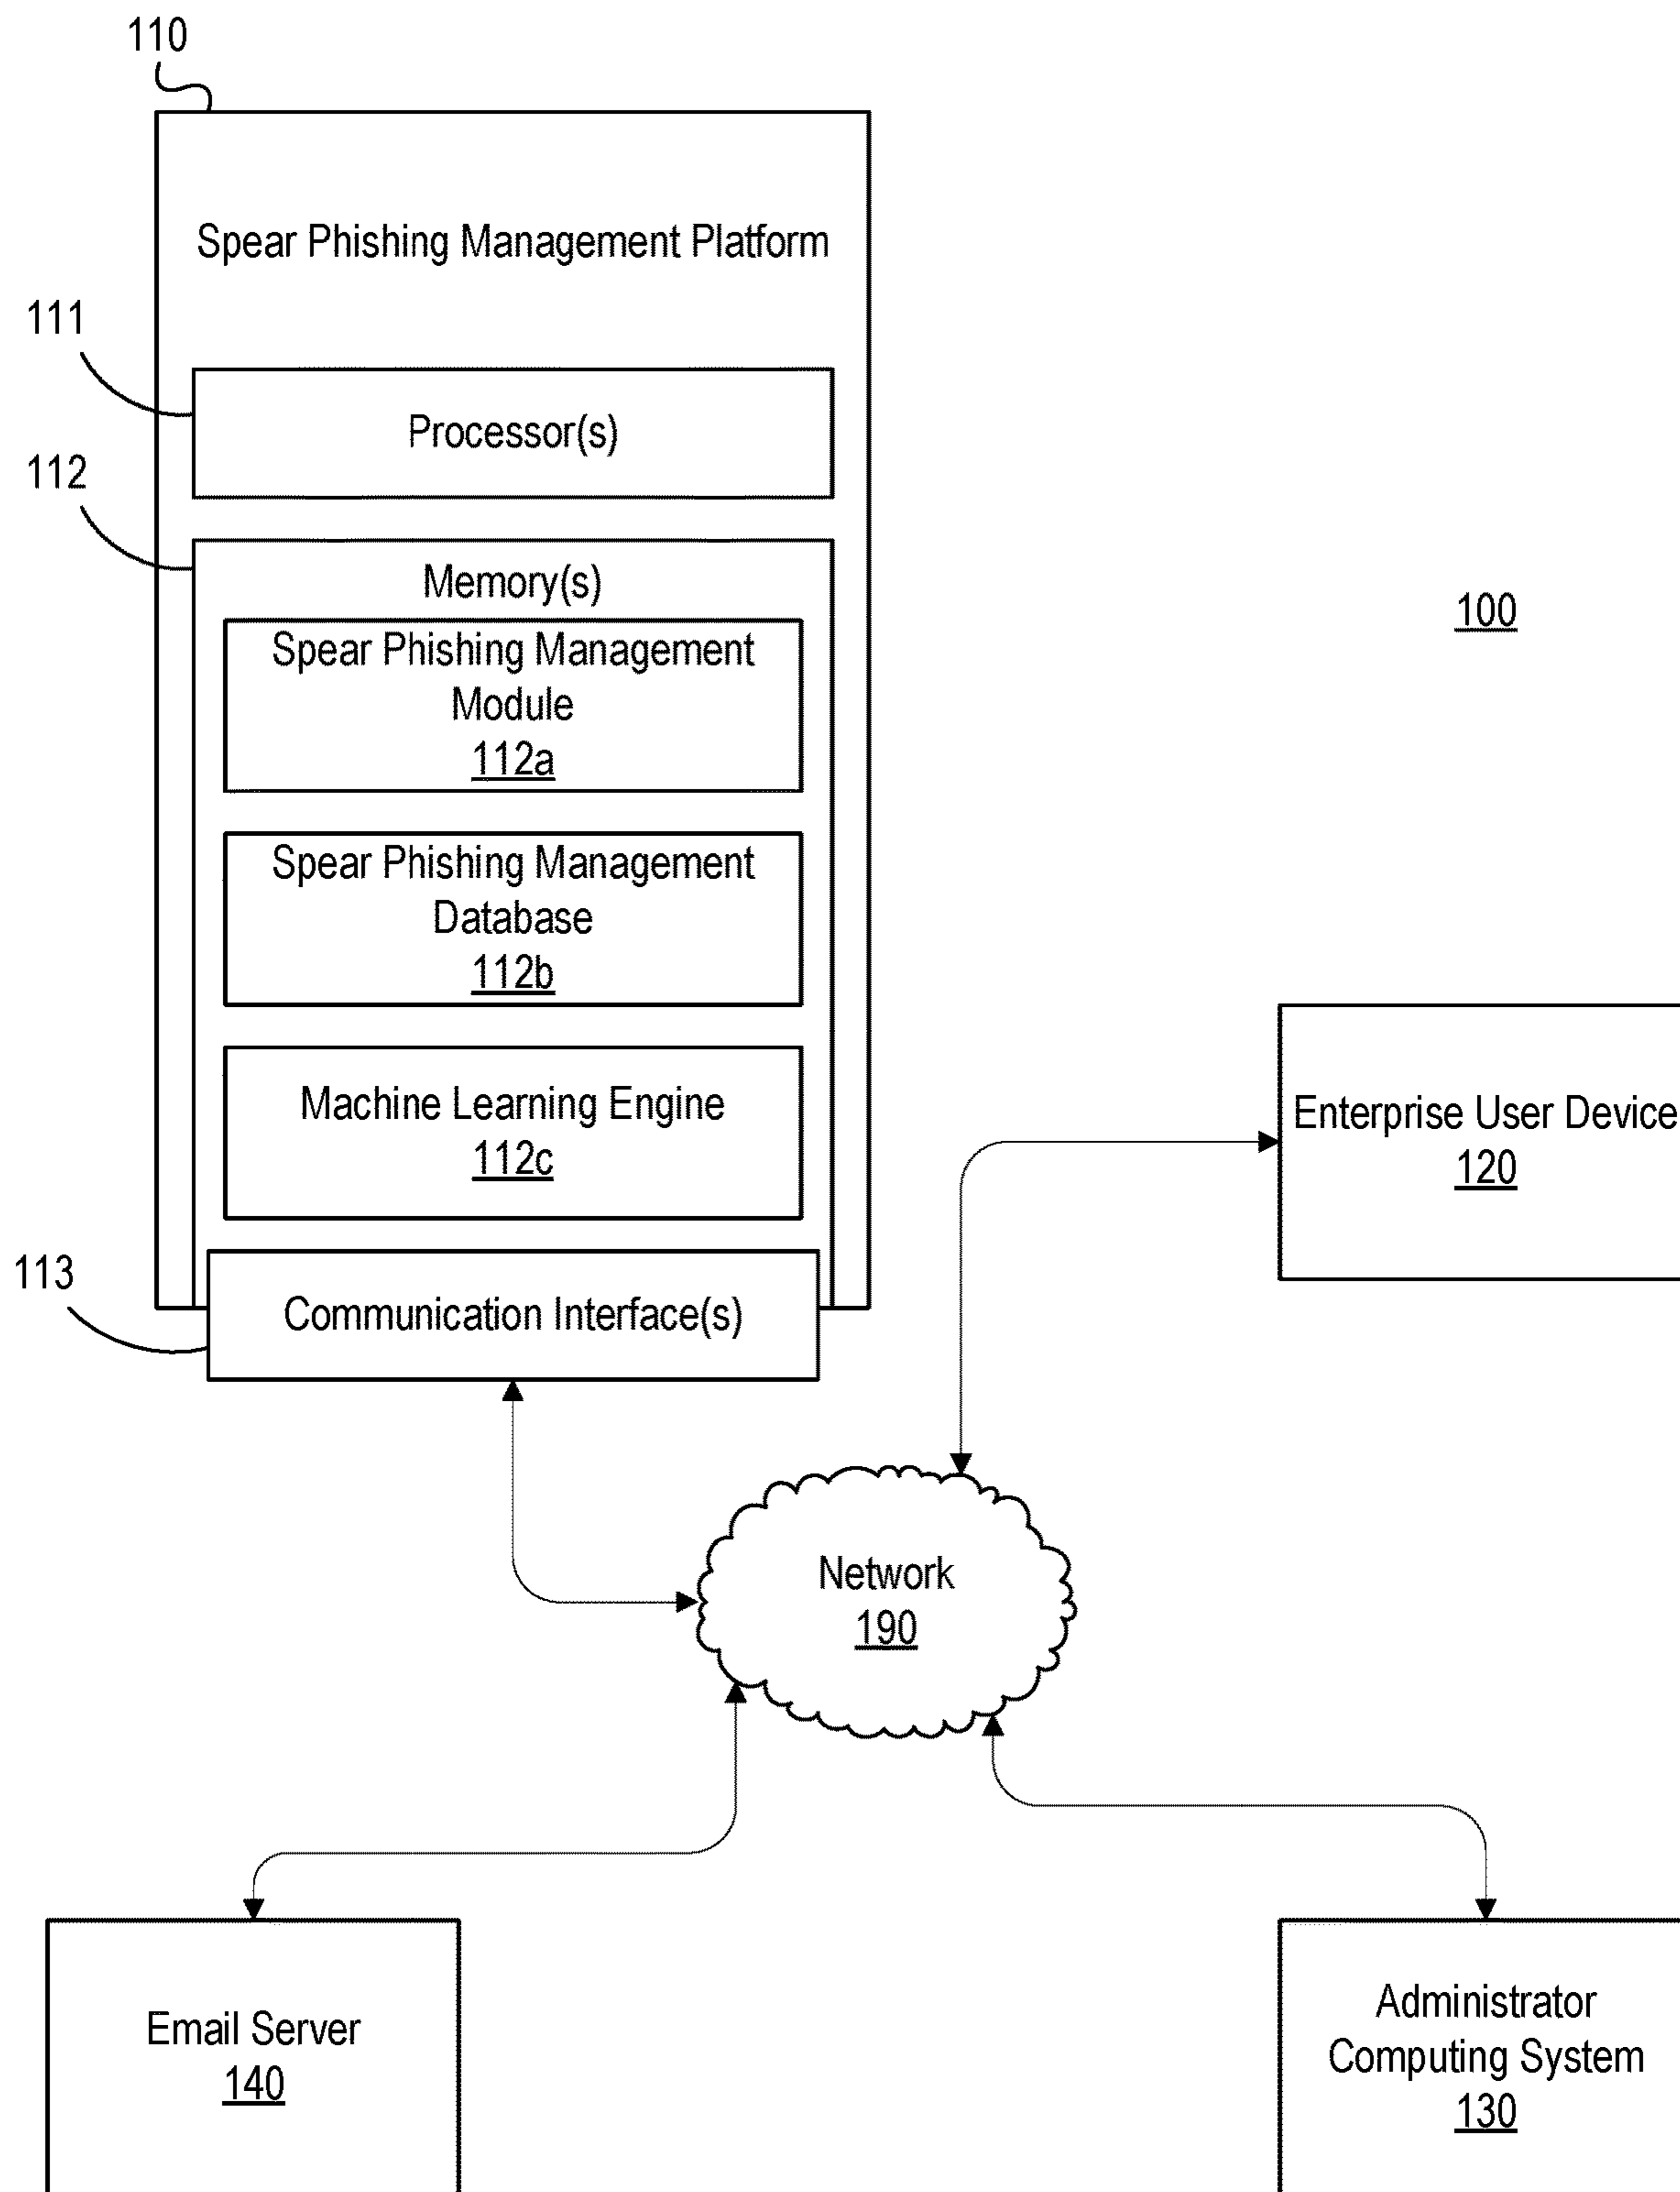 110
Spear Phishing Management Platform
111
Processor(s)
112
Memory(s)
Spear Phishing Management
Module
112a
100
Spear Phishing Management
Database
112b
Machine Learning Engine
112c
Enterprise User Device
120
113
Communication Interface(s)
Network
190
Email Server
140
Administrator
Computing System
130